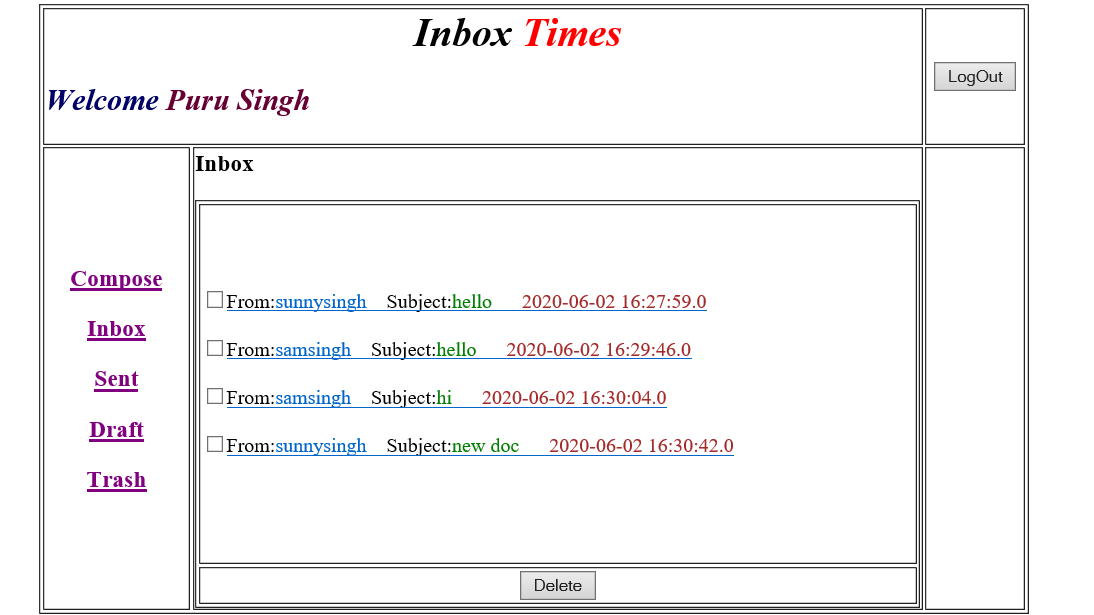 Inbox Times
Welcome Puru Singh
LogOut
Compose
Inbox
Sent
Draft
Trash
Inbox
From:sunnysingh Subject:hello 2020-06-02 16:27:59.0
From:samsingh Subject:hello 2020-06-02 16:29:46.0
From:samsingh Subject:hi 2020-06-02 16:30:04.0
From:sunnysingh Subject:new doc 2020-06-02 16:30:42.0
Delete